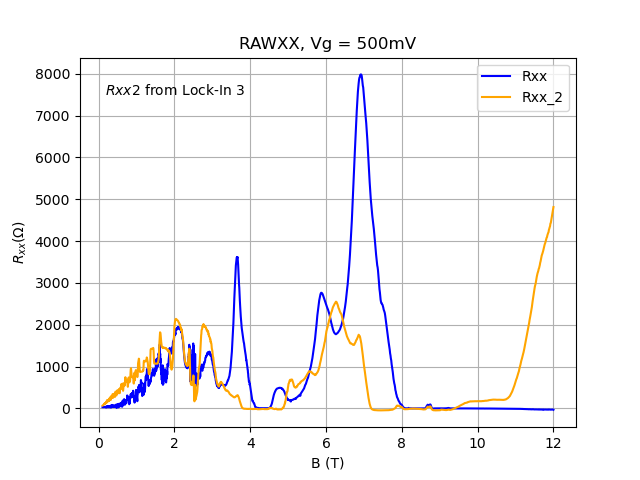 RAWXX, Vg = 500mV
Rxx2 from Lock-In 3
Rxx
Rxx_2
8000
7000
6000
5000
4000
3000
2000
1000
0
Rxx(Ω)
0 2 4 6 8 10 12
B (T)